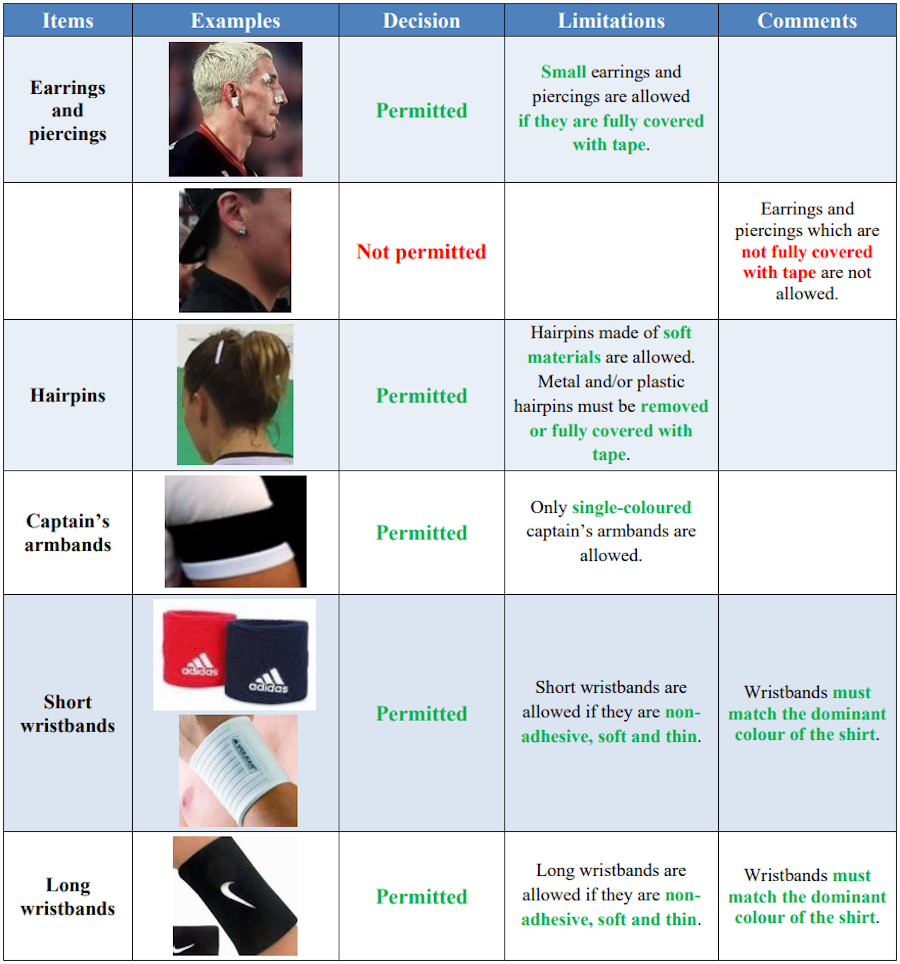 Items Examples Decision Limitations Comments
Earrings
and
piercings
Permitted
Small earrings and
piercings are allowed
if they are fully covered
with tape.
Not permitted
Earrings and
piercings which are
not fully covered
with tape are not
allowed.
Hairpins
Permitted
Hairpins made of soft
materials are allowed.
Metal and/or plastic
hairpins must be removed
or fully covered with
tape.
Captain’s
armbands
Permitted
Only single-coloured
captain’s armbands are
allowed.
Short
wristbands
adidas
adidas
Permitted
Short wristbands are
allowed if they are non-
adhesive, soft and thin.
Wristbands must
match the dominant
colour of the shirt.
Long
wristbands
Permitted
Long wristbands are
allowed if they are non-
adhesive, soft and thin.
Wristbands must
match the dominant
colour of the shirt.